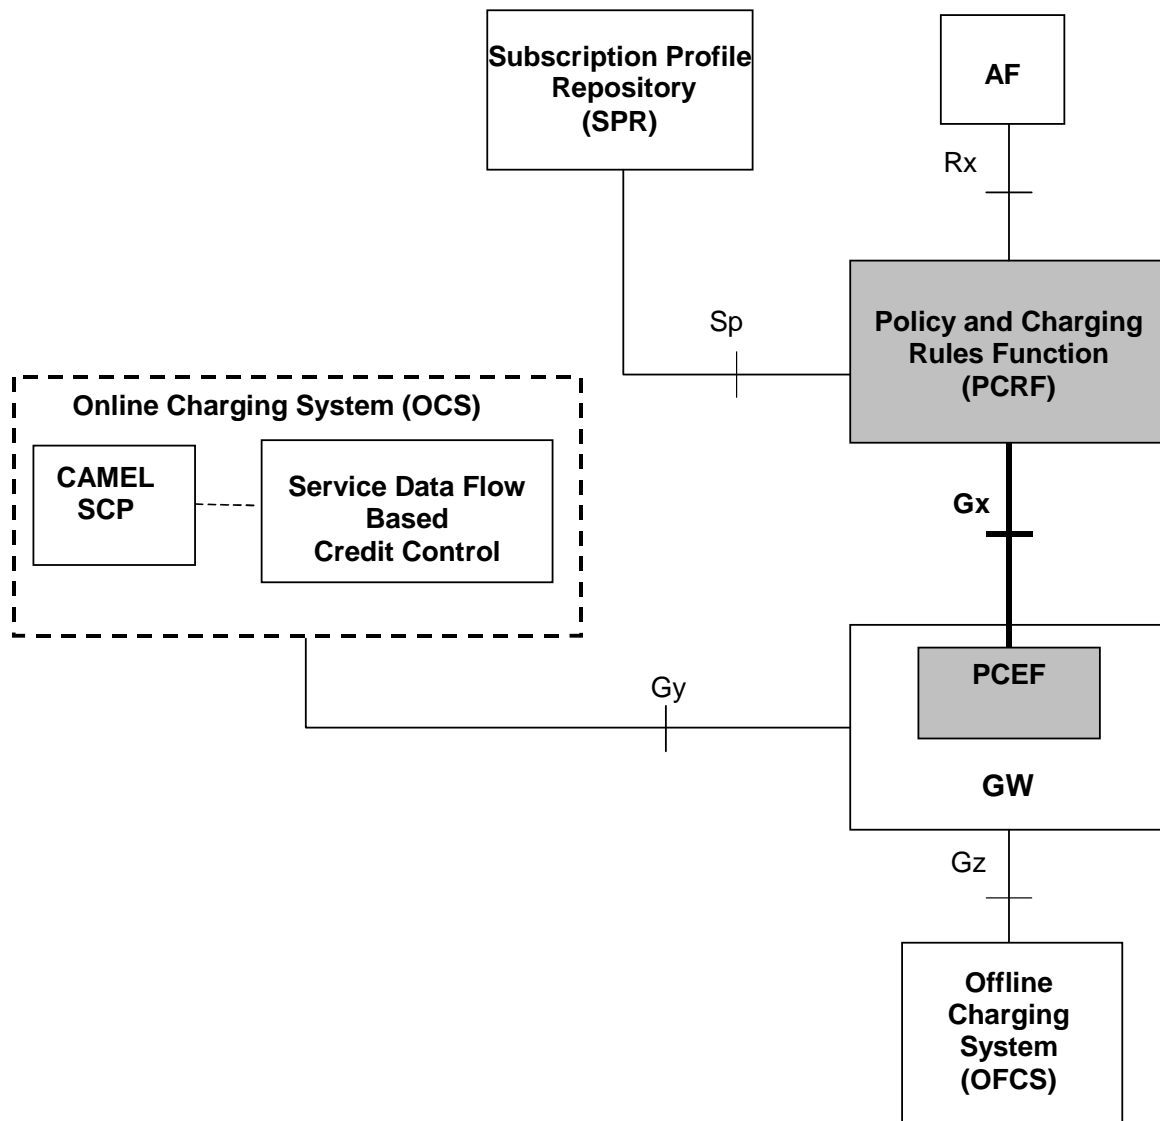 Subscription Profile
Repository
(SPR)
AF
Rx
Sp
Policy and Charging
Rules Function
(PCRF)
Online Charging System (OCS)
CAMEL
SCP
Service Data Flow
Based
Credit Control
Gx
PCEF
Gy
GW
Gz
Offline
Charging
System
(OFCS)